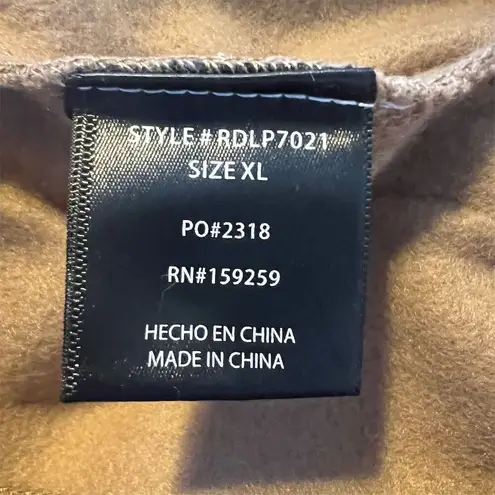 STYLE # RDLP7021
SIZE XL
PO#2318
RN#159259
HECHO EN CHINA
MADE IN CHINA